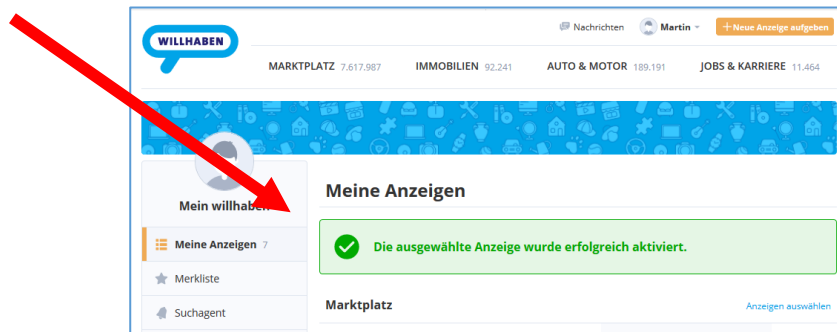 WILLHABEN
Nachrichten Martin +Neue Anzeige aufgeben
MARKTPLATZ 7.617.987 IMMOBILIEN 92.241 AUTO & MOTOR 189.191 JOBS & KARRIERE 11.464
Mein willhaben
Meine Anzeigen
Meine Anzeigen 7
Die ausgewählte Anzeige wurde erfolgreich aktiviert.
Merkliste
Suchagent
Marktplatz
Anzeigen auswählen